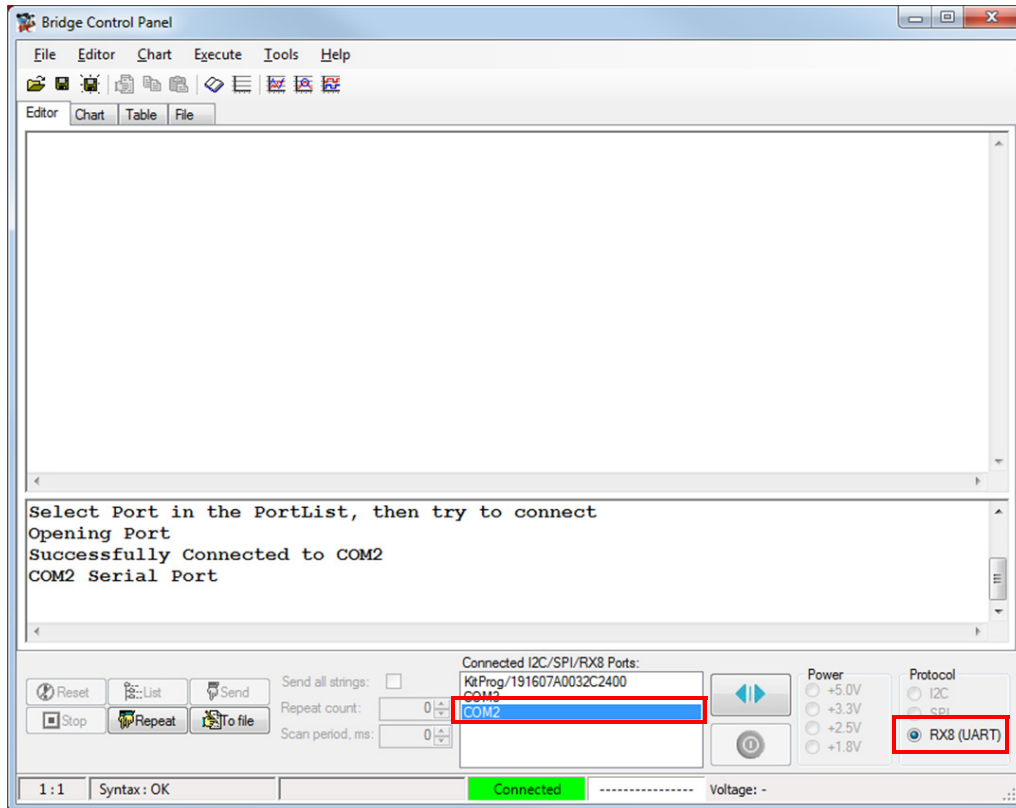 Bridge Control Panel
File Editor Chart Execute Tools Help
Editor Chart Table File
Select Port in the PortList, then try to connect
Opening Port
Successfully Connected to COM2
COM2 Serial Port
Connected I2C/SPI/RX8 Ports:
KitProg/191607A0032C2400
COM3
COM2
Reset List Send
Stop Repeat To file
Send all strings:
Repeat count: 0
Scan period, ms: 0
Power
+5.0V
+3.3V
+2.5V
+1.8V
Protocol
I2C
SPI
RX8 (UART)
1:1 Syntax: OK Connected ---------------- Voltage: -